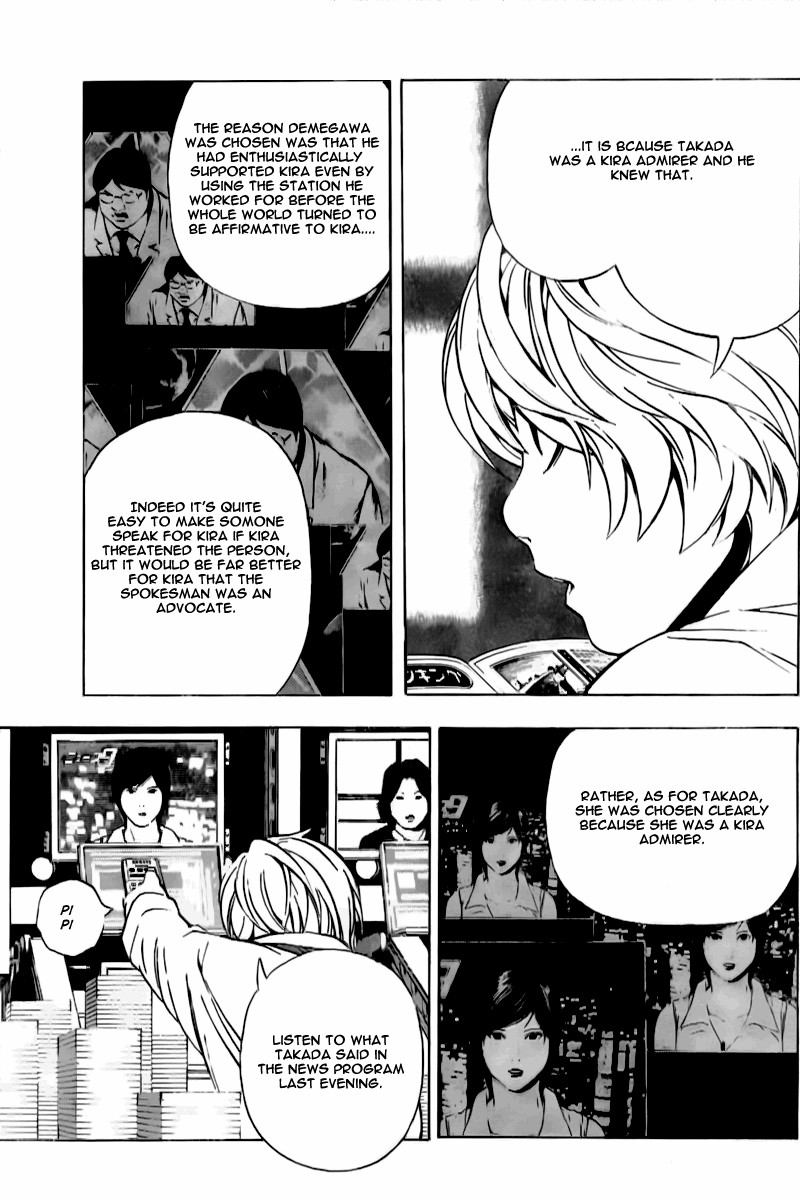 ...IT IS BCAUSE TAKADA
WAS A KIRA ADMIRER AND HE
KNEW THAT.
THE REASON DEMEGAWA
WAS CHOSEN WAS THAT HE
HAD ENTHUSIASTICALLY
SUPPORTED KIRA EVEN BY
USING THE STATION HE
WORKED FOR BEFORE THE
WHOLE WORLD TURNED TO
BE AFFIRMATIVE TO KIRA....
INDEED IT'S QUITE
EASY TO MAKE SOMONE
SPEAK FOR KIRA IF KIRA
THREATENED THE PERSON,
BUT IT WOULD BE FAR BETTER
FOR KIRA THAT THE
SPOKESMAN WAS AN
ADVOCATE.
RATHER, AS FOR TAKADA,
SHE WAS CHOSEN CLEARLY
BECAUSE SHE WAS A KIRA
ADMIRER.
PI
PI
LISTEN TO WHAT
TAKADA SAID IN
THE NEWS PROGRAM
LAST EVENING.